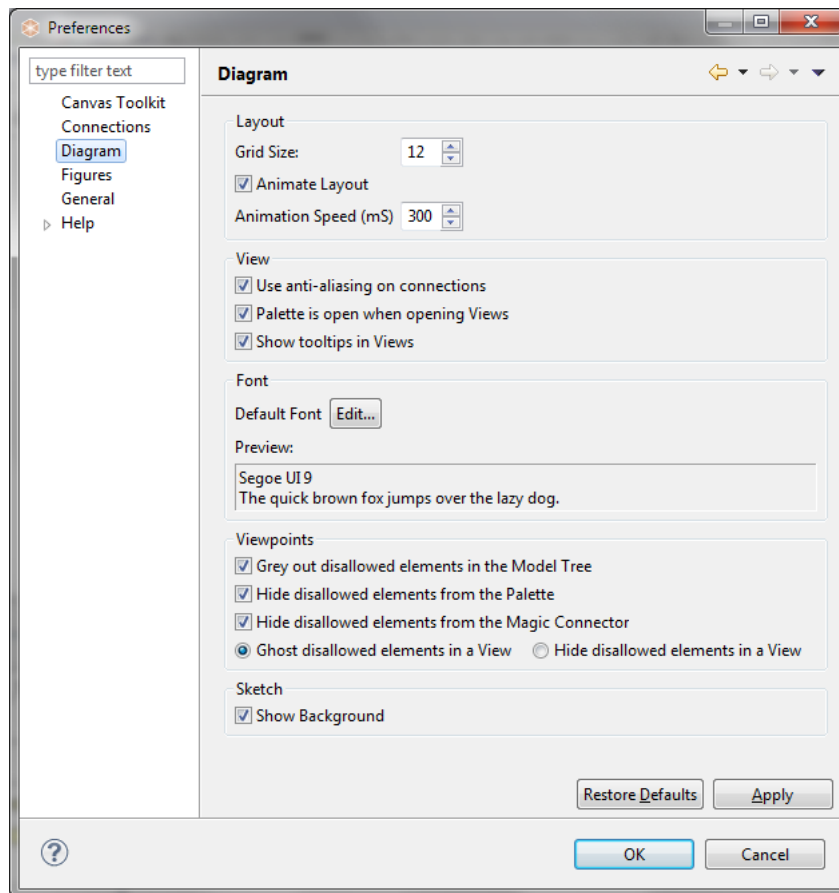 Preferences
type filter text
Canvas Toolkit
Connections
Diagram
Figures
General
Help
Diagram
Layout
Grid Size: 12
Animate Layout
Animation Speed (mS) 300
View
Use anti-aliasing on connections
Palette is open when opening Views
Show tooltips in Views
Font
Default Font Edit...
Preview:
Segoe UI 9
The quick brown fox jumps over the lazy dog.
Viewpoints
Grey out disallowed elements in the Model Tree
Hide disallowed elements from the Palette
Hide disallowed elements from the Magic Connector
Ghost disallowed elements in a View Hide disallowed elements in a View
Sketch
Show Background
Restore Defaults Apply
? OK Cancel